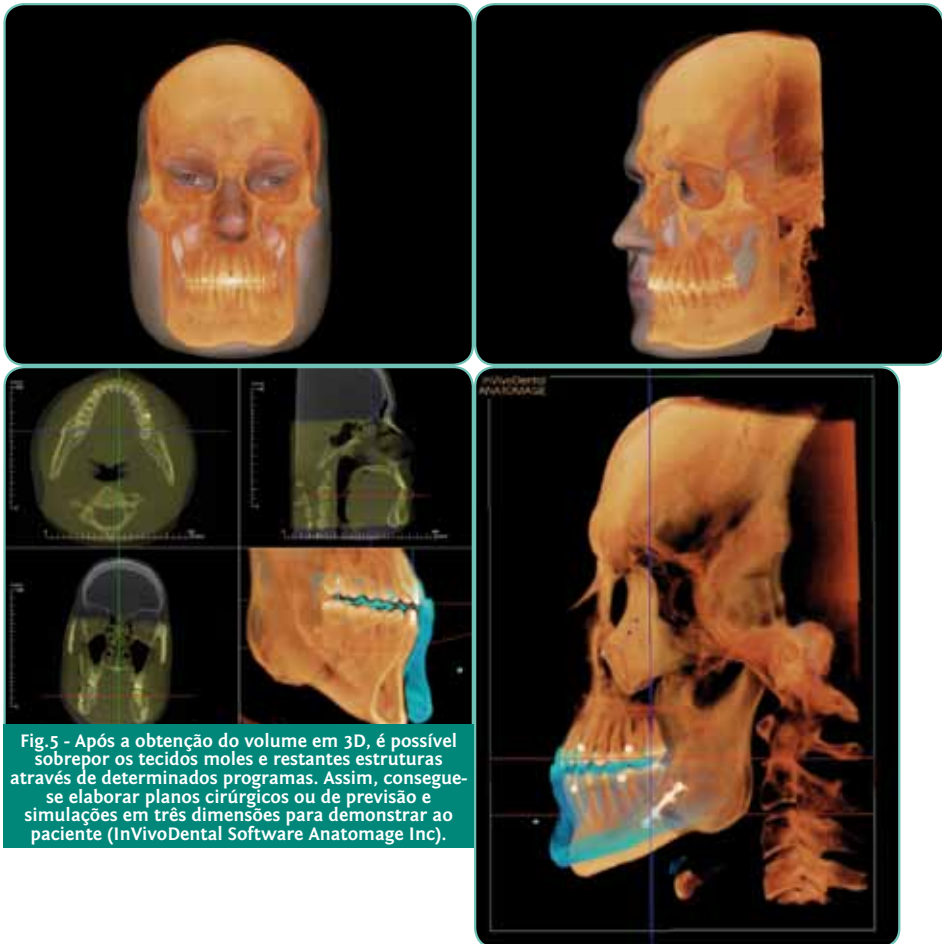 InVivoDental
ANATOMAGE
Fig.5 - Após a obtenção do volume em 3D, é possível
sobrepor os tecidos moles e restantes estruturas
através de determinados programas. Assim, consegue-
se elaborar planos cirúrgicos ou de previsão e
simulações em três dimensões para demonstrar ao
paciente (InVivoDental Software Anatomage Inc).